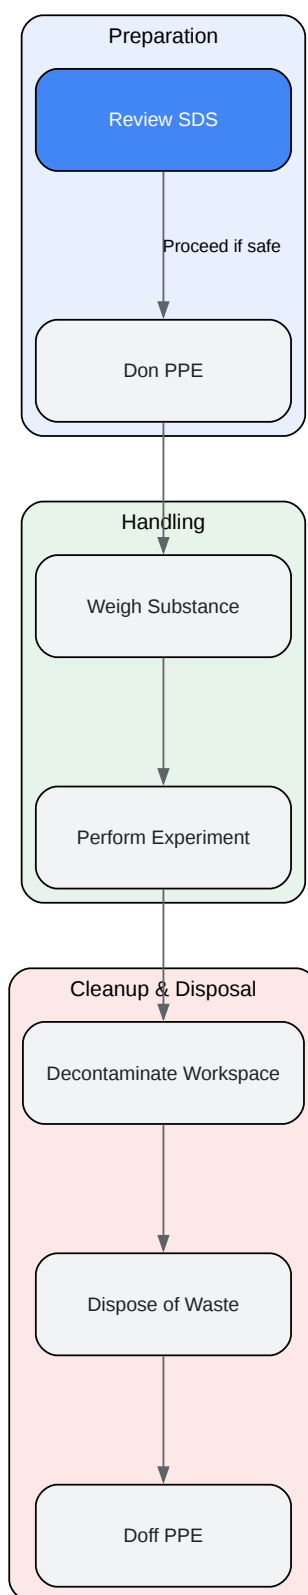 Preparation
Review SDS
Proceed if safe
Don PPE
Handling
Weigh Substance
Perform Experiment
Cleanup & Disposal
Decontaminate Workspace
Dispose of Waste
Doff PPE